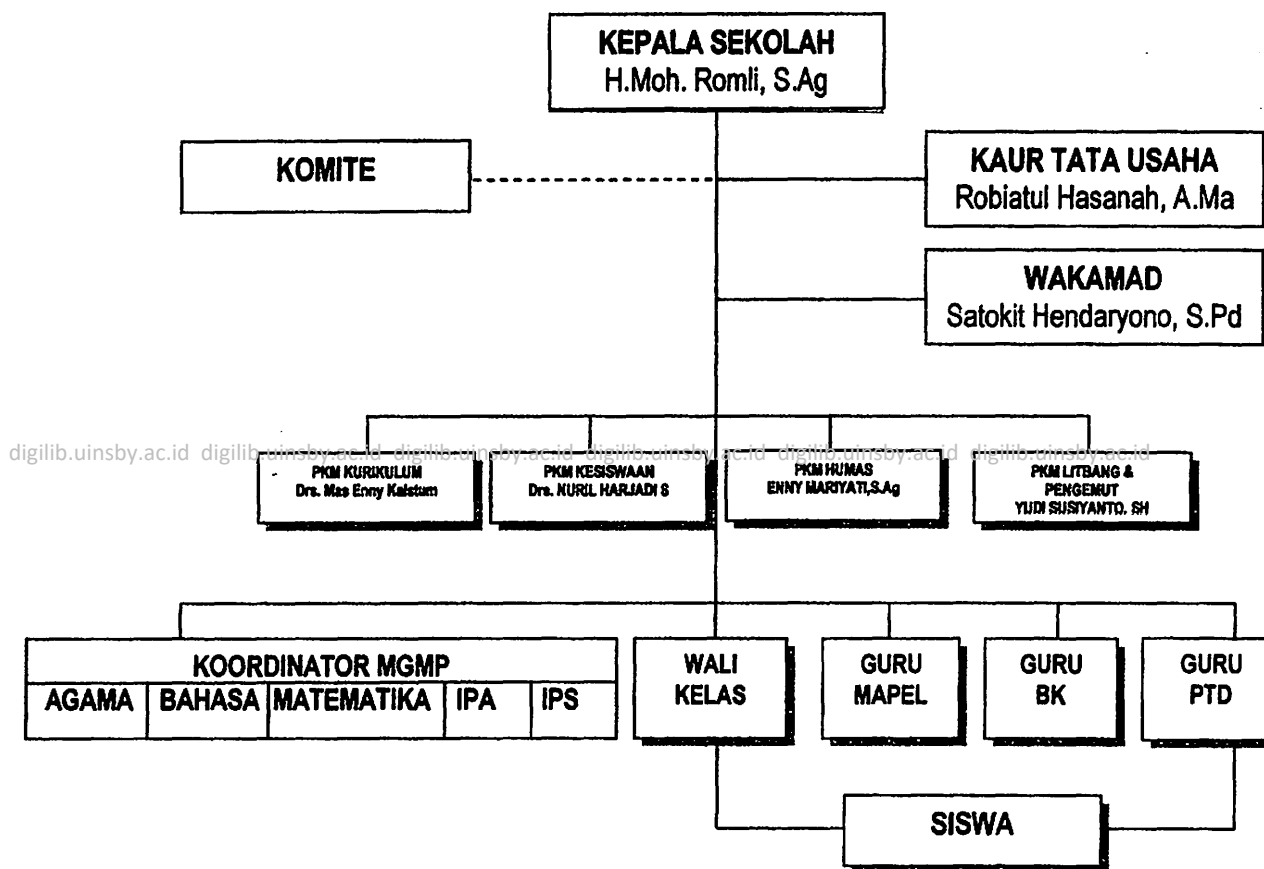 KEPALA SEKOLAH
H.Moh. Romli, S.Ag
KOMITE
KAUR TATA USAHA
Robiatul Hasanah, A.Ma
WAKAMAD
Satokit Hendaryono, S.Pd
digilib.uinsby.ac.id digilib.uinsby.ac.id digilib.uinsby.ac.id digilib.uinsby.ac.id digilib.uinsby.ac.id digilib.uinsby.ac.id
PKM KURIKULUM
Drs. Mas Enny Kalstum
PKM KESISWAAN
Drs. NURIL HARJADI S
PKM HUMAS
ENNY MARIYATI,S.Ag
PKM LITBANG &
PENGEMUT
YUDI SUSIYANTO. SH
KOORDINATOR MGMP
AGAMA BAHASA MATEMATIKA IPA IPS
WALI
KELAS
GURU
MAPEL
GURU
BK
GURU
PTD
SISWA